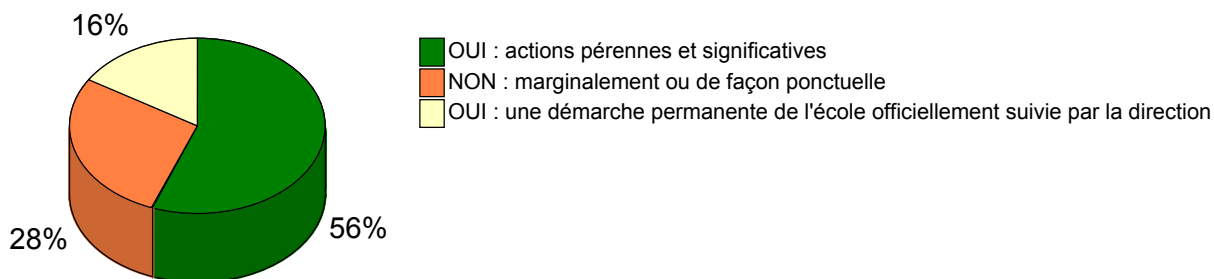 16%
OUI : actions pérennes et significatives
NON : marginalement ou de façon ponctuelle
OUI : une démarche permanente de l'école officiellement suivie par la direction
28%
56%